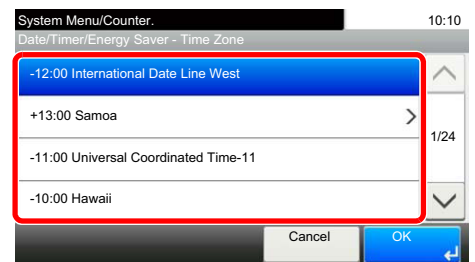 System Menu/Counter. 10:10
Date/Timer/Energy Saver - Time Zone
-12:00 International Date Line West
+13:00 Samoa
1/24
-11:00 Universal Coordinated Time-11
-10:00 Hawaii
Cancel OK